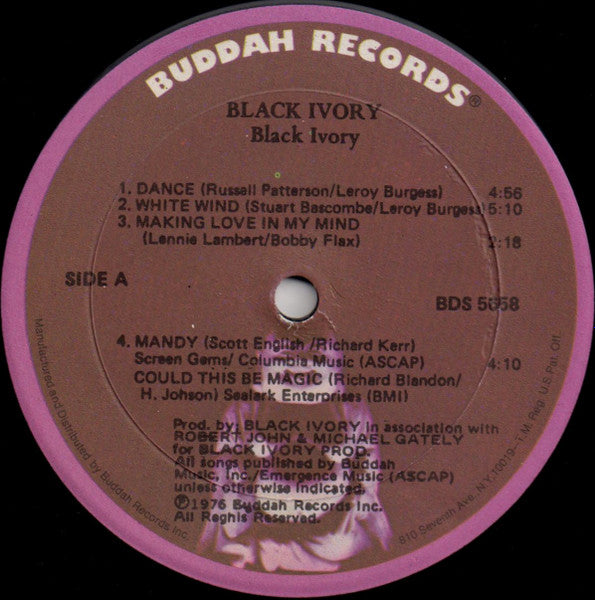 BUDDAH RECORDS®
BLACK IVORY
Black Ivory
1. DANCE (Russell Patterson/Leroy Burgess) 4:56
2. WHITE WIND (Stuart Bascombe/Leroy Burgess) 5:10
3. MAKING LOVE IN MY MIND
(Lennie Lambert/Bobby Flax) 2:18
SIDE A
BDS 5658
4. MANDY (Scott English /Richard Kerr)
Screen Gems/ Columbia Music (ASCAP) 4:10
COULD THIS BE MAGIC (Richard Blandon/
H. Johson) Sealark Enterprises (BMI)
Prod. by: BLACK IVORY in association with
ROBERT JOHN & MICHAEL GATELY
for BLACK IVORY PROD.
All songs published by Buddah
Music, Inc./Emergence Music (ASCAP)
unless otherwise indicated.
℗1976 Buddah Records Inc.
All Reghis Reserved.
Manufactured and Distributed by Buddah Records Inc. 810 Seventh Ave. N.Y. 10019–T.M. Reg. U.S. Pat. Off.